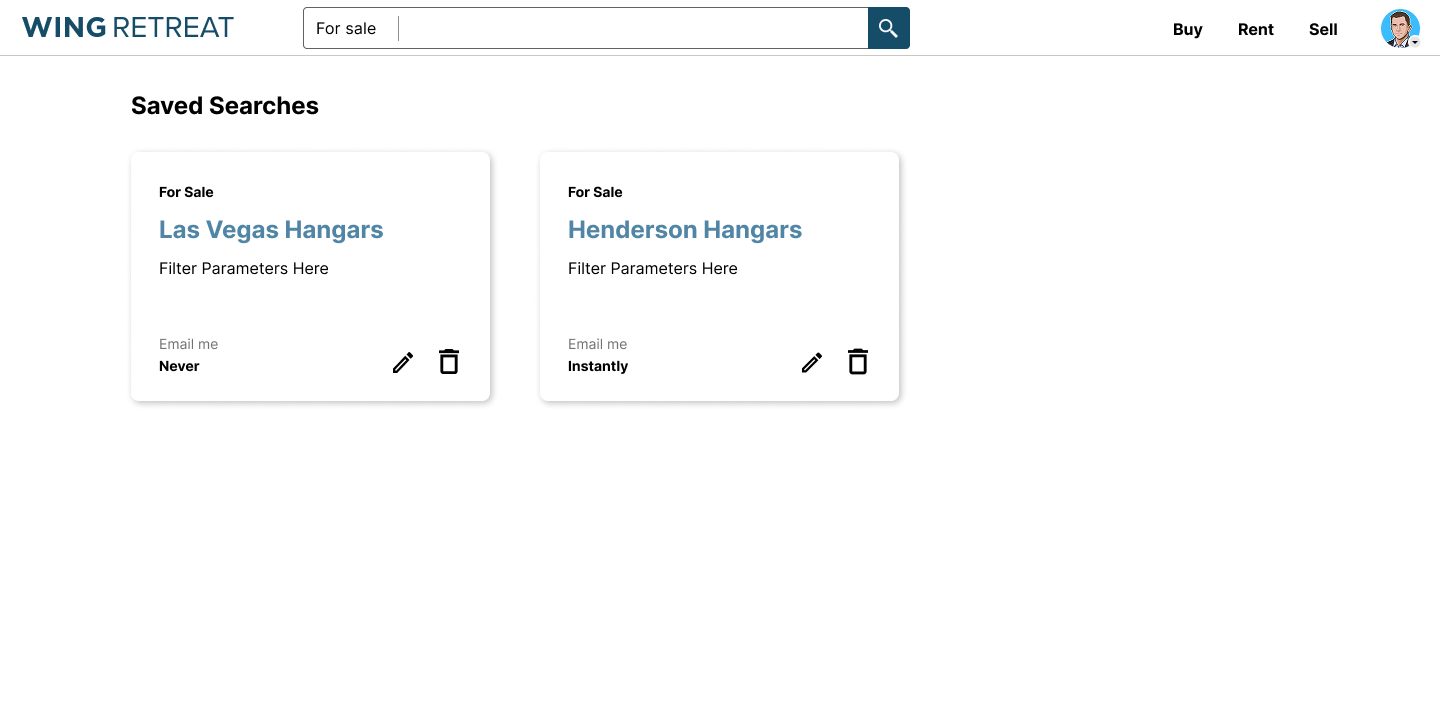 WING RETREAT
For sale
Buy
Rent
Sell
Saved Searches
For Sale
Las Vegas Hangars
Filter Parameters Here
Email me
Never
For Sale
Henderson Hangars
Filter Parameters Here
Email me
Instantly